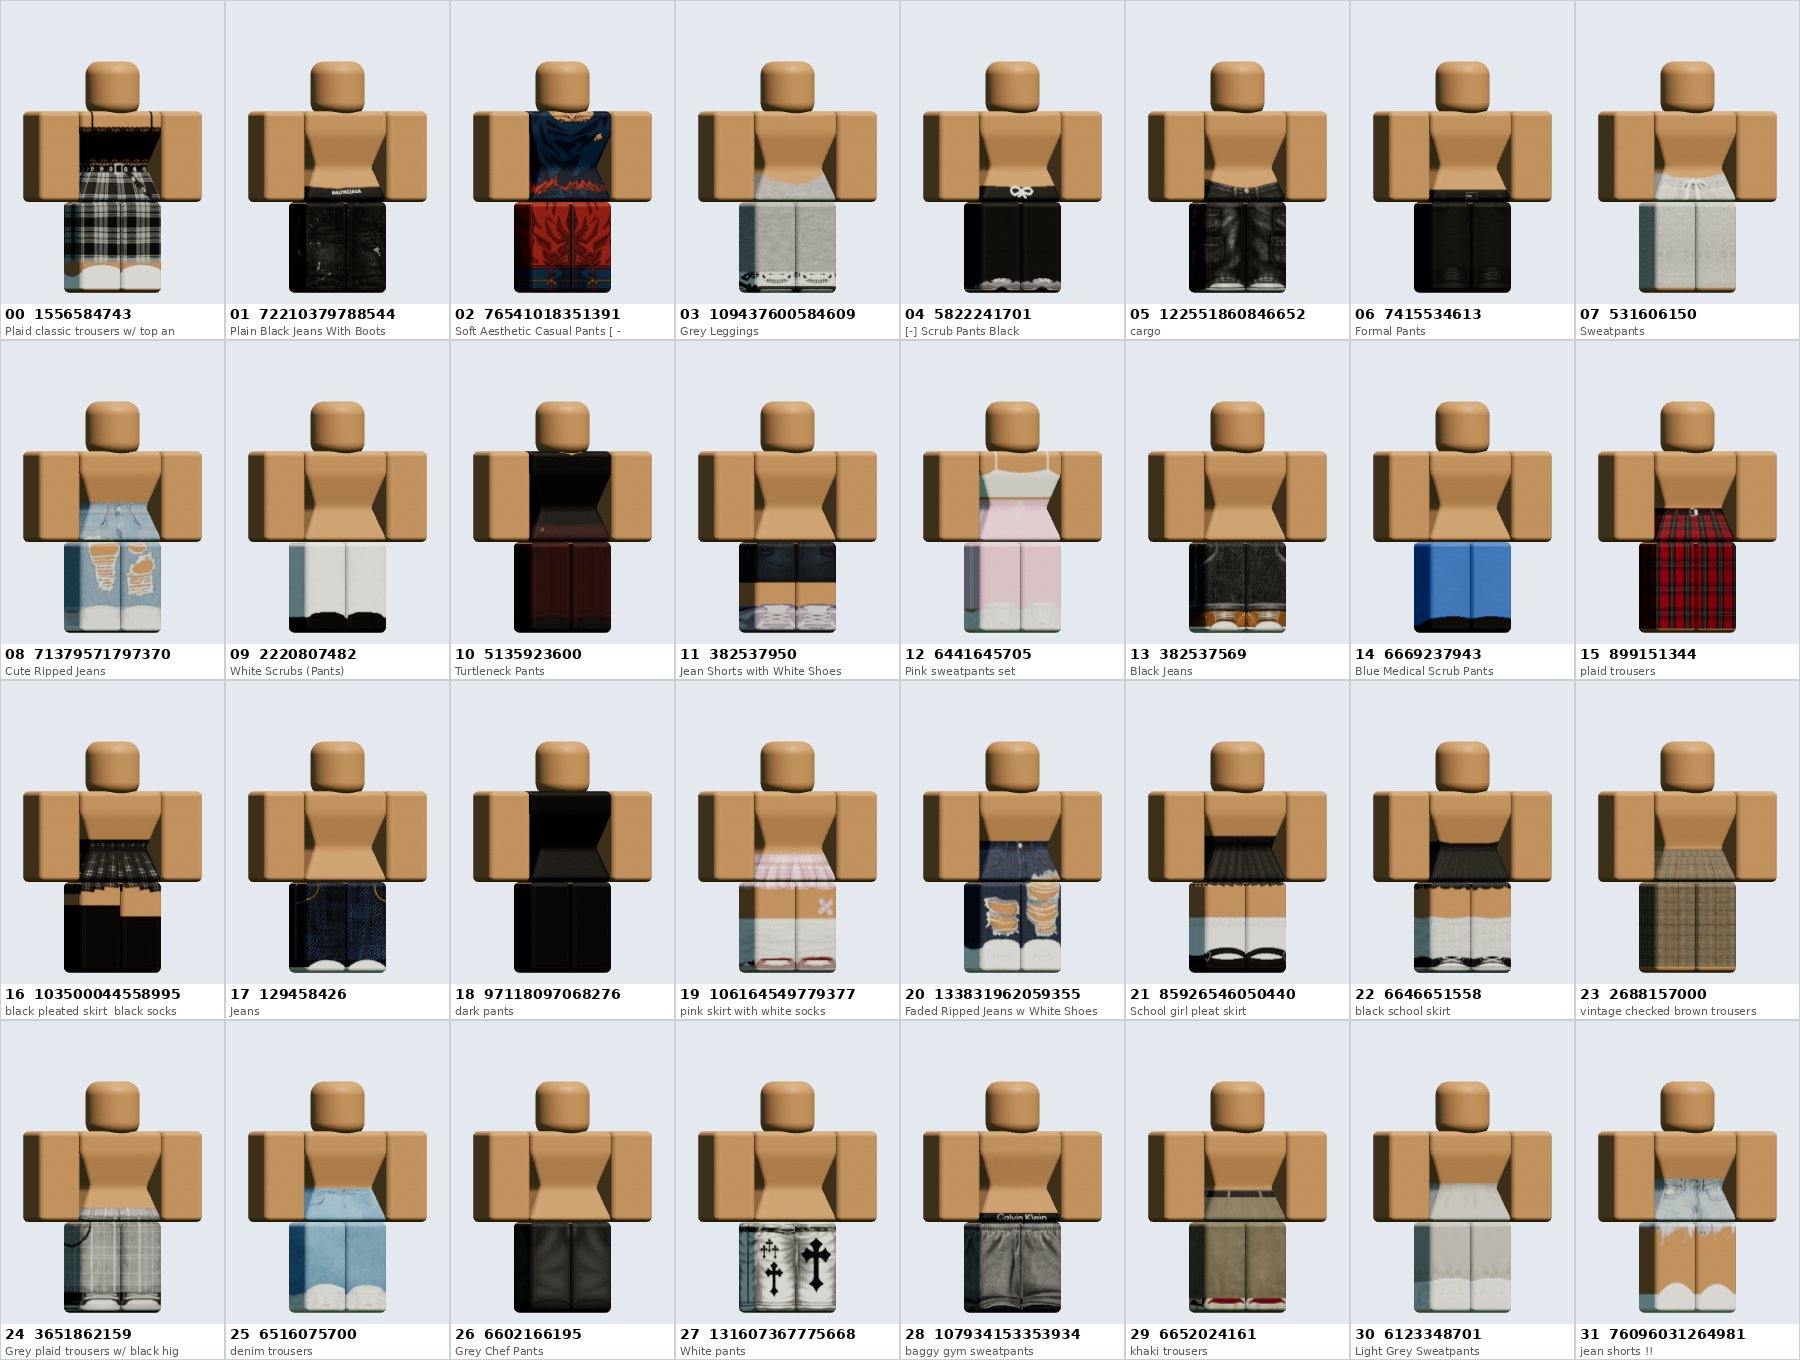 BALENCIAGA
00 1556584743
Plaid classic trousers w/ top an
01 72210379788544
Plain Black Jeans With Boots
02 76541018351391
Soft Aesthetic Casual Pants [ -
03 109437600584609
Grey Leggings
04 5822241701
[-] Scrub Pants Black
05 122551860846652
cargo
06 7415534613
Formal Pants
07 531606150
Sweatpants
08 71379571797370
Cute Ripped Jeans
09 2220807482
White Scrubs (Pants)
10 5135923600
Turtleneck Pants
11 382537950
Jean Shorts with White Shoes
12 6441645705
Pink sweatpants set
13 382537569
Black Jeans
14 6669237943
Blue Medical Scrub Pants
15 899151344
plaid trousers
16 103500044558995
black pleated skirt  black socks
17 129458426
Jeans
18 97118097068276
dark pants
19 106164549779377
pink skirt with white socks
20 133831962059355
Faded Ripped Jeans w White Shoes
21 85926546050440
School girl pleat skirt
22 6646651558
black school skirt
23 2688157000
vintage checked brown trousers
Calvin Klein
24 3651862159
Grey plaid trousers w/ black hig
25 6516075700
denim trousers
26 6602166195
Grey Chef Pants
27 131607367775668
White pants
28 107934153353934
baggy gym sweatpants
29 6652024161
khaki trousers
30 6123348701
Light Grey Sweatpants
31 76096031264981
jean shorts !!